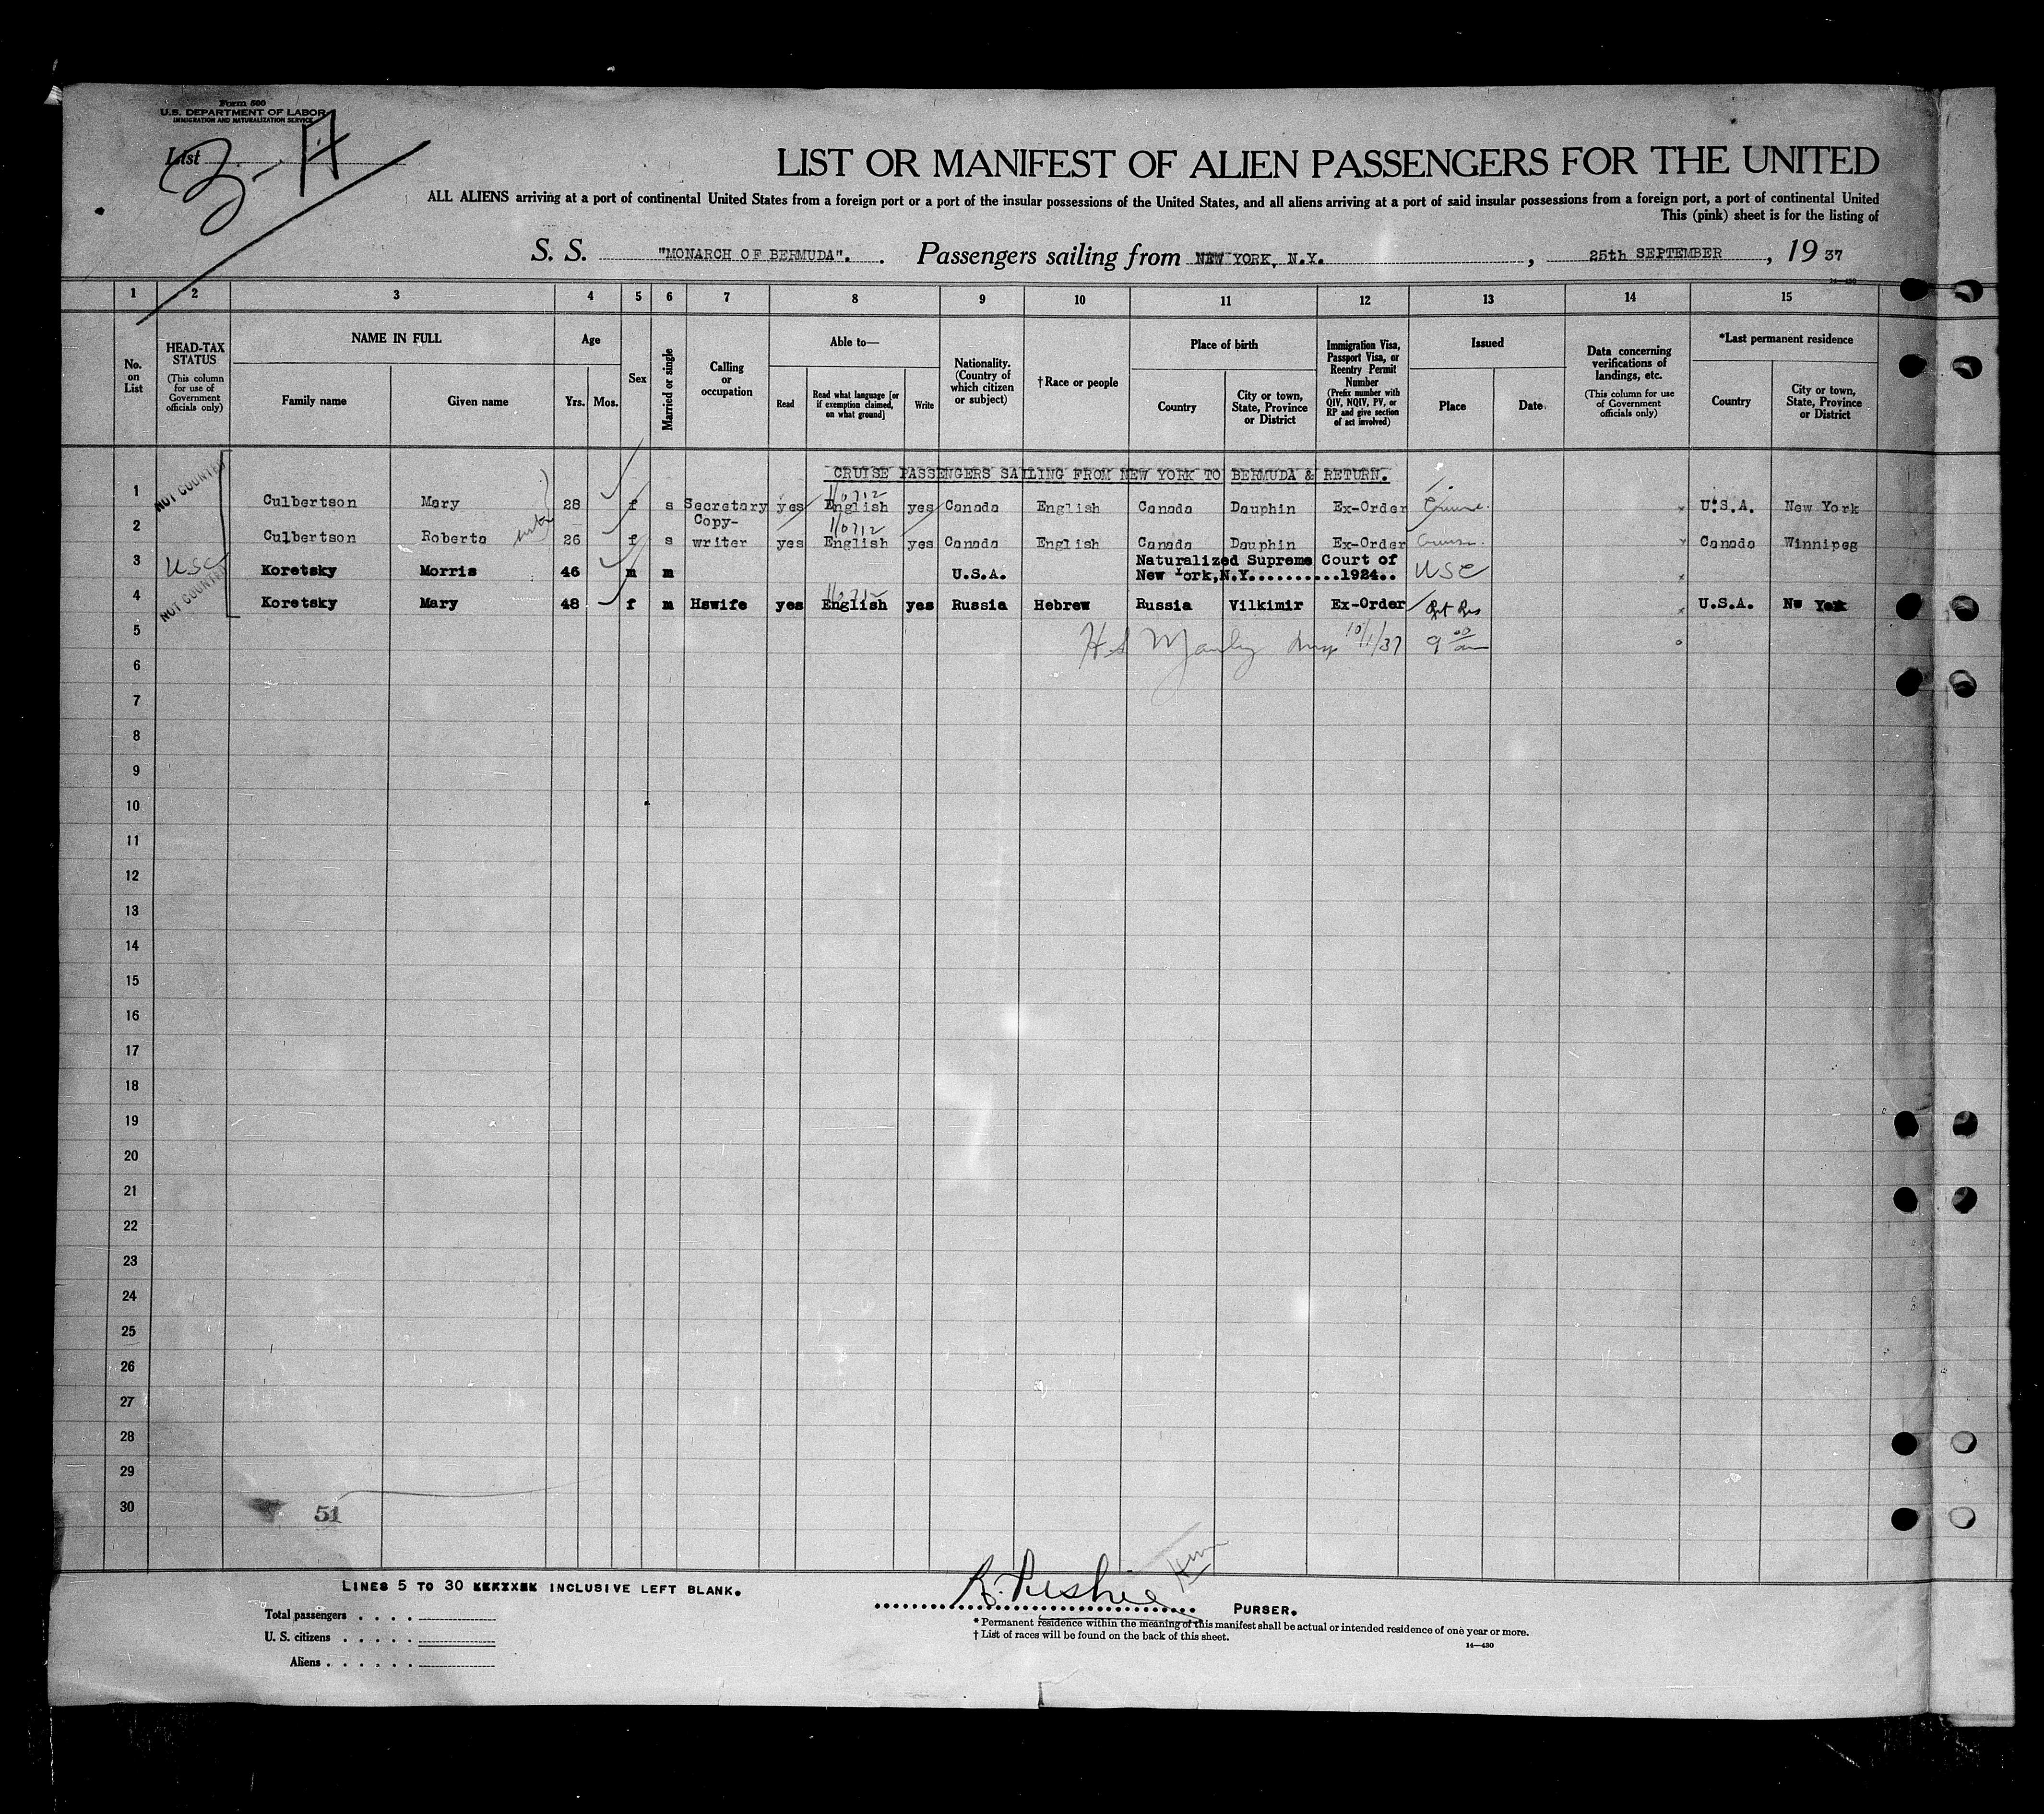 Form 500
U.S. DEPARTMENT OF LABOR
IMMIGRATION AND NATURALIZATION SERVICE
List 3-A
LIST OR MANIFEST OF ALIEN PASSENGERS FOR THE UNITED
ALL ALIENS arriving at a port of continental United States from a foreign port or a port of the insular possessions of the United States, and all aliens arriving at a port of said insular possessions from a foreign port, a port of continental United
This (pink) sheet is for the listing of
S. S. "MONARCH OF BERMUDA". Passengers sailing from NEW YORK, N.Y. , 25th SEPTEMBER , 19 37
14—430
1 2 3 4 5 6 7 8 9 10 11 12 13 14 15
No. on List
HEAD-TAX STATUS
(This column for use of Government officials only)
NAME IN FULL
Family name Given name
Age
Yrs. Mos.
Sex
Married or single
Calling or occupation
Able to—
Read
Read what language [or if exemption claimed, on what ground]
Write
Nationality. (Country of which citizen or subject)
†Race or people
Place of birth
Country
City or town, State, Province or District
Immigration Visa, Passport Visa, or Reentry Permit Number
(Prefix number with QIV, NQIV, PV, or RP and give section of act involved)
Issued
Place Date
Data concerning verifications of landings, etc.
(This column for use of Government officials only)
*Last permanent residence
Country
City or town, State, Province or District
CRUISE PASSENGERS SAILING FROM NEW YORK TO BERMUDA & RETURN.
1 NOT COUNTED Culbertson Mary 28 f s Secretary yes English yes Canada English Canada Dauphin Ex-Order Cruise U.S.A. New York
2 Culbertson Roberta 26 f s Copy-writer yes English yes Canada English Canada Dauphin Ex-Order Cruise Canada Winnipeg
3 USC Koretsky Morris 46 m m U.S.A. Naturalized Supreme Court of New York,N.Y..........1924.. USC
4 NOT COUNTED Koretsky Mary 48 f m Hswife yes English yes Russia Hebrew Russia Vilkimir Ex-Order Ret Res U.S.A. New York
5 10/1/37 9 00 am
6
7
8
9
10
11
12
13
14
15
16
17
18
19
20
21
22
23
24
25
26
27
28
29
30
51
LINES 5 TO 30 INCLUSIVE LEFT BLANK.
PURSER.
Total passengers . . . .
U. S. citizens . . . . .
Aliens . . . . . .
* Permanent residence within the meaning of this manifest shall be actual or intended residence of one year or more.
† List of races will be found on the back of this sheet.
14—430